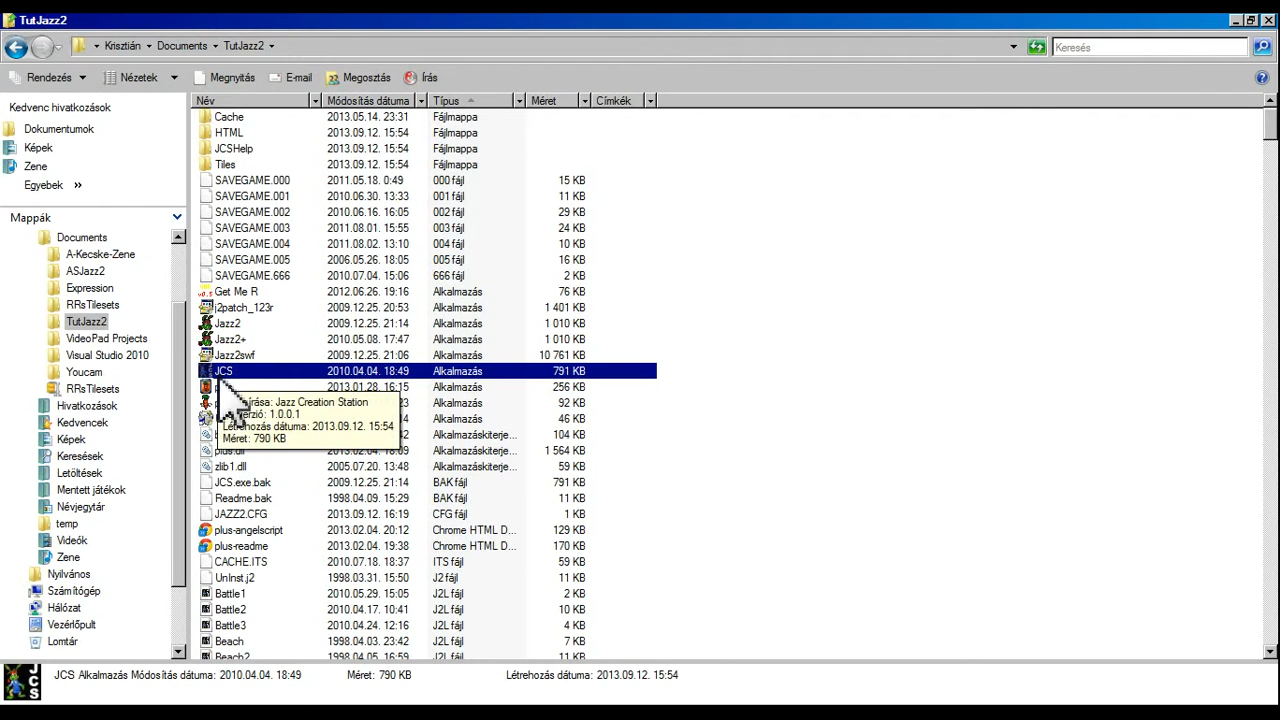 TutJazz2
Krisztián Documents TutJazz2
Keresés
Rendezés Nézetek Megnyitás E-mail Megosztás Írás
Kedvenc hivatkozások
Dokumentumok
Képek
Zene
Egyebek »
Mappák
Documents
A-Kecske-Zene
ASJazz2
Expression
RRsTilesets
TutJazz2
VideoPad Projects
Visual Studio 2010
Youcam
RRsTilesets
Hivatkozások
Kedvencek
Képek
Keresések
Letöltések
Mentett játékok
Névjegytár
temp
Videók
Zene
Nyilvános
Számítógép
Hálózat
Vezérlőpult
Lomtár
Név Módosítás dátuma Típus Méret Címkék
Cache 2013.05.14. 23:31 Fájlmappa
HTML 2013.09.12. 15:54 Fájlmappa
JCSHelp 2013.09.12. 15:54 Fájlmappa
Tiles 2013.09.12. 15:54 Fájlmappa
SAVEGAME.000 2011.05.18. 0:49 000 fájl 15 KB
SAVEGAME.001 2010.06.30. 13:33 001 fájl 11 KB
SAVEGAME.002 2010.06.16. 16:05 002 fájl 29 KB
SAVEGAME.003 2011.08.01. 15:55 003 fájl 24 KB
SAVEGAME.004 2011.08.02. 13:10 004 fájl 10 KB
SAVEGAME.005 2006.05.26. 18:05 005 fájl 16 KB
SAVEGAME.666 2010.07.04. 15:06 666 fájl 2 KB
Get Me R 2012.06.26. 19:16 Alkalmazás 76 KB
j2patch_123r 2009.12.25. 20:53 Alkalmazás 1 401 KB
Jazz2 2009.12.25. 21:14 Alkalmazás 1 010 KB
Jazz2+ 2010.05.08. 17:47 Alkalmazás 1 010 KB
Jazz2swf 2009.12.25. 21:06 Alkalmazás 10 761 KB
JCS 2010.04.04. 18:49 Alkalmazás 791 KB
2013.01.28. 16:15 Alkalmazás 256 KB
Alkalmazás 92 KB
Alkalmazás 46 KB
Alkalmazáskiterje... 104 KB
plus.dll Alkalmazáskiterje... 1 564 KB
zlib1.dll 2005.07.20. 13:48 Alkalmazáskiterje... 59 KB
JCS.exe.bak 2009.12.25. 21:14 BAK fájl 791 KB
Readme.bak 1998.04.09. 15:29 BAK fájl 11 KB
JAZZ2.CFG 2013.09.12. 16:19 CFG fájl 1 KB
plus-angelscript 2013.02.04. 20:12 Chrome HTML D... 129 KB
plus-readme 2013.02.04. 19:38 Chrome HTML D... 170 KB
CACHE.ITS 2010.07.18. 18:37 ITS fájl 59 KB
UnInst.j2 1998.03.31. 15:50 J2 fájl 11 KB
Battle1 2010.05.29. 15:05 J2L fájl 2 KB
Battle2 2010.04.17. 10:41 J2L fájl 10 KB
Battle3 2010.04.24. 12:16 J2L fájl 4 KB
Beach 1998.04.03. 23:42 J2L fájl 7 KB
Beach2 1998.04.05. 16:59 J2L fájl 11 KB
írása: Jazz Creation Station
erzió: 1.0.0.1
Létrehozás dátuma: 2013.09.12. 15:54
Méret: 790 KB
JCS
JCS Alkalmazás Módosítás dátuma: 2010.04.04. 18:49 Méret: 790 KB Létrehozás dátuma: 2013.09.12. 15:54